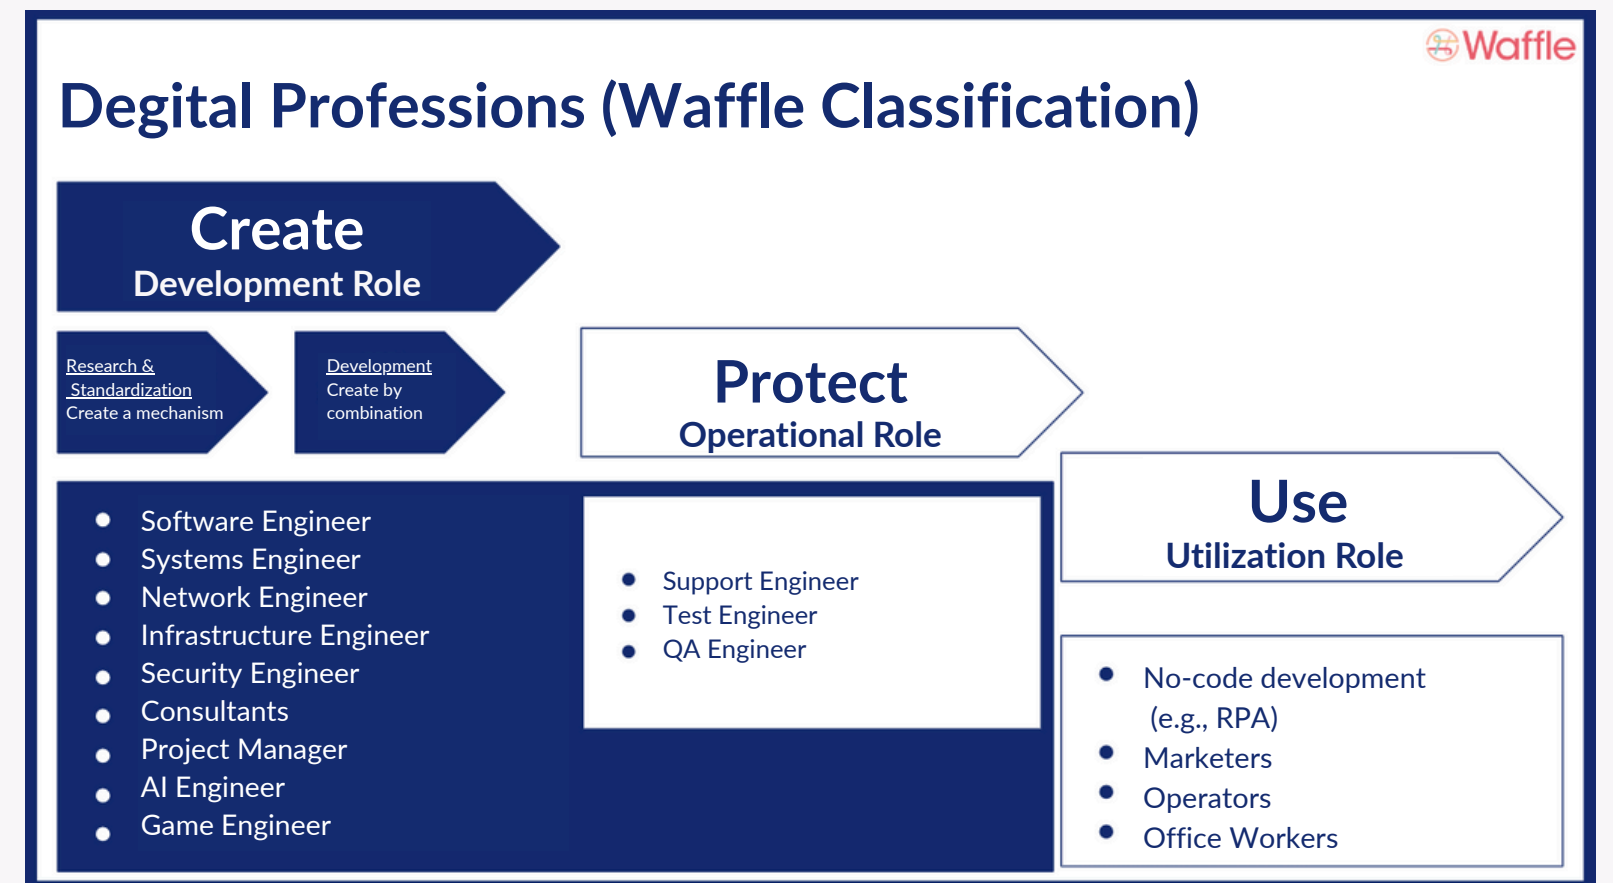 Waffle
Degital Professions (Waffle Classification)
Create
Development Role
Research &
Standardization
Create a mechanism
Development
Create by
combination
Protect
Operational Role
Use
Utilization Role
Software Engineer
Systems Engineer
Network Engineer
Infrastructure Engineer
Security Engineer
Consultants
Project Manager
AI Engineer
Game Engineer
Support Engineer
Test Engineer
QA Engineer
No-code development
(e.g., RPA)
Marketers
Operators
Office Workers